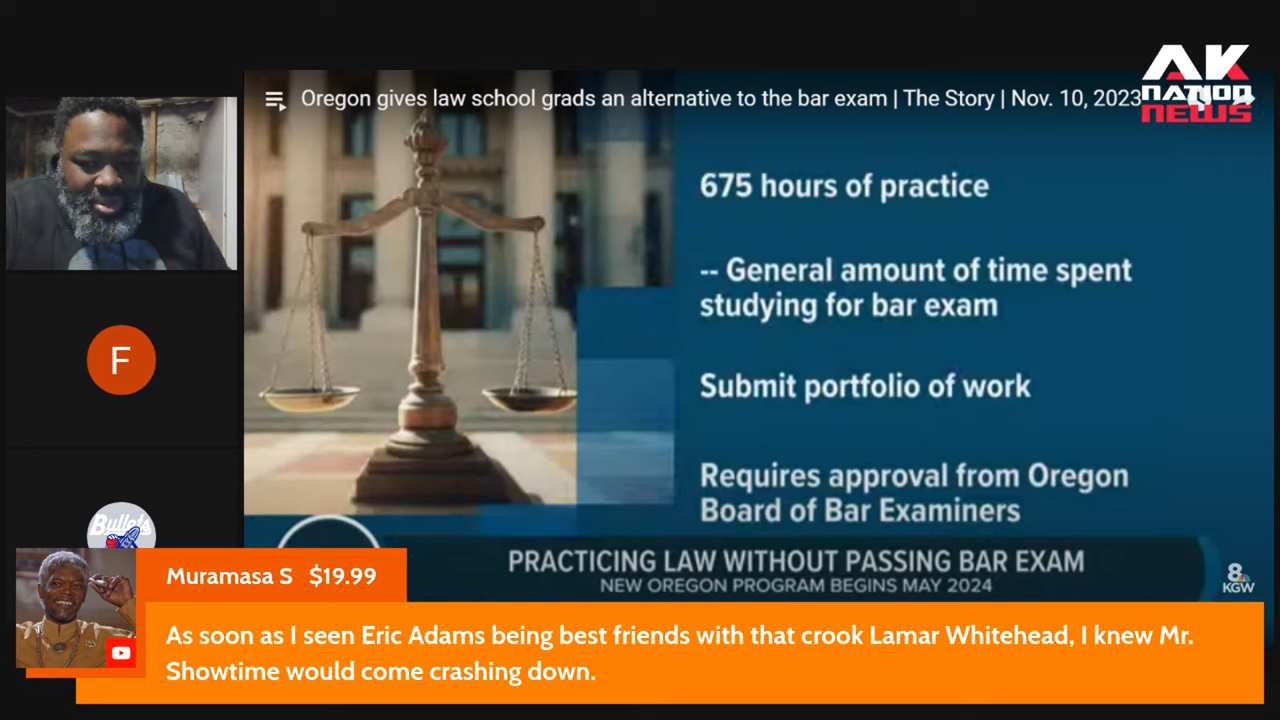 AK
NATION
NEWS
Oregon gives law school grads an alternative to the bar exam | The Story | Nov. 10, 2023
675 hours of practice
-- General amount of time spent
studying for bar exam
Submit portfolio of work
Requires approval from Oregon
Board of Bar Examiners
F
Bullets
PRACTICING LAW WITHOUT PASSING BAR EXAM
NEW OREGON PROGRAM BEGINS MAY 2024
8
KGW
Muramasa S $19.99
As soon as I seen Eric Adams being best friends with that crook Lamar Whitehead, I knew Mr.
Showtime would come crashing down.